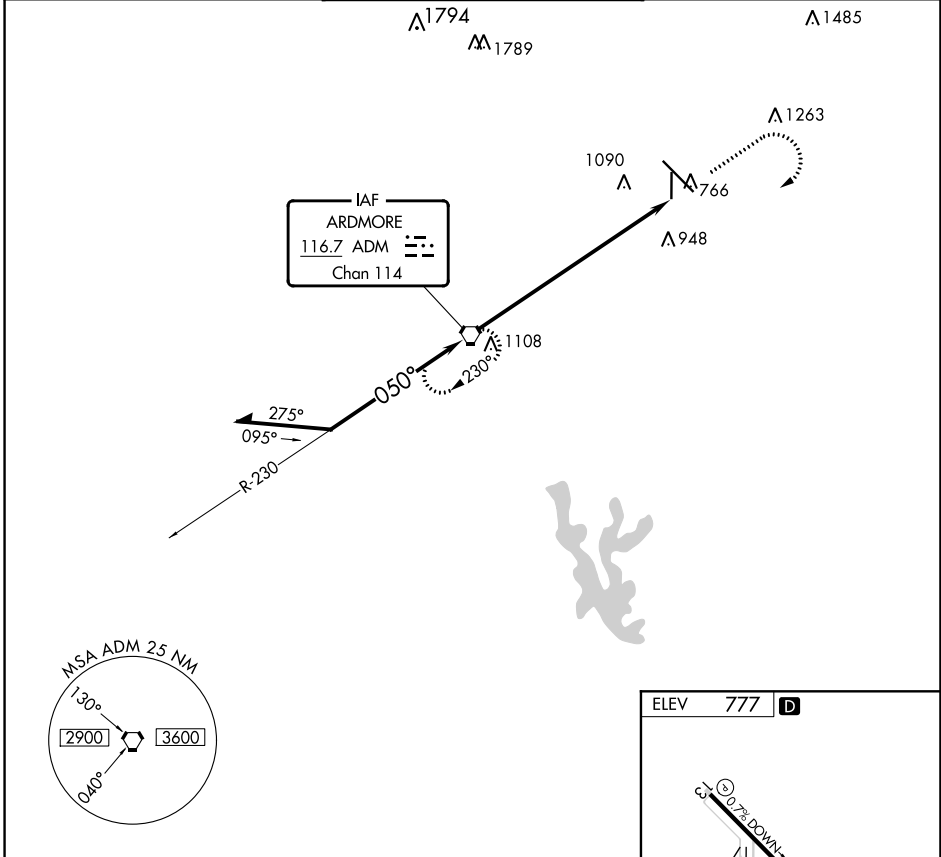 1794
1789
1485
1263
1090
766
948
IAF
ARDMORE
116.7 ADM
Chan 114
1108
230°
050°
275°
095°
R-230
MSA ADM 25 NM
130°
2900
3600
040°
ELEV 777 D
13
P
0.7% DOWN